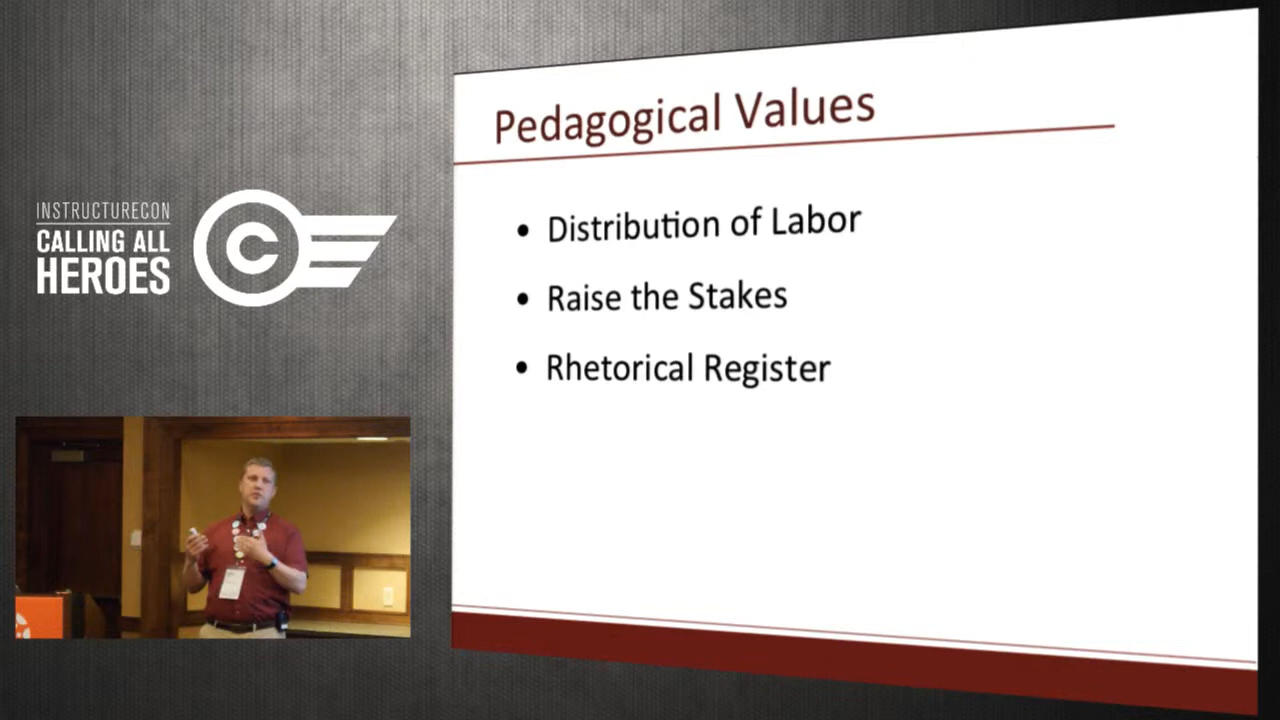 INSTRUCTURECON
CALLING ALL
HEROES
Pedagogical Values
• Distribution of Labor
• Raise the Stakes
• Rhetorical Register